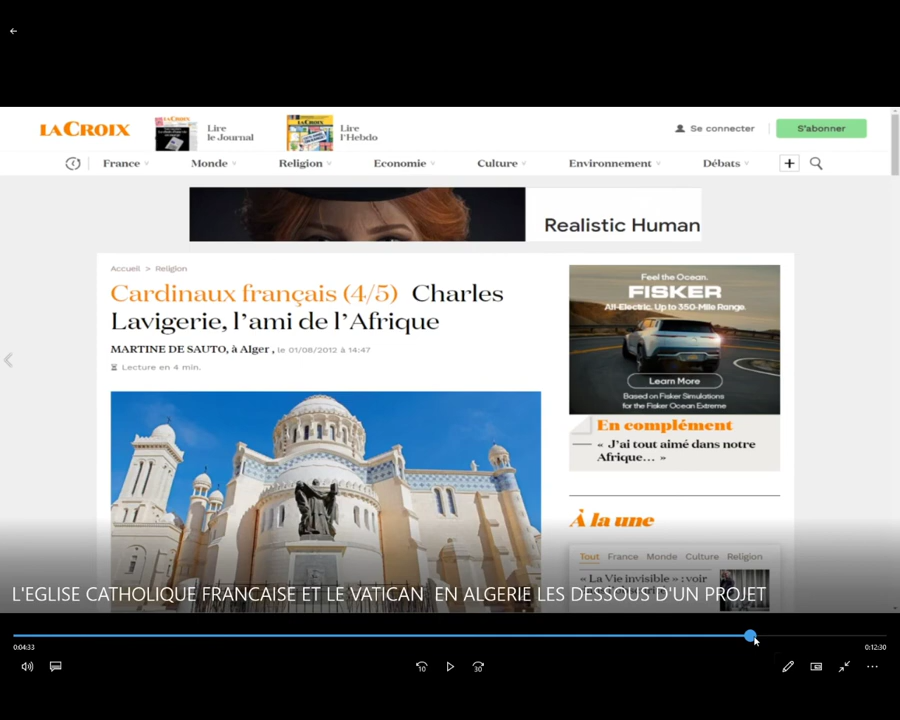 LA CROIX
Lire
le Journal
Lire
l'Hebdo
Se connecter
S'abonner
France
Monde
Religion
Economie
Culture
Environnement
Débats
Realistic Human
Accueil > Religion
Cardinaux français (4/5) Charles
Lavigerie, l'ami de l'Afrique
MARTINE DE SAUTO, à Alger , le 01/08/2012 à 14:47
Lecture en 4 min.
Feel the Ocean.
FISKER
All-Electric. Up to 350-Mile Range.
Learn More
Based on Fisker Simulations
for the Fisker Ocean Extreme
En complément
« J'ai tout aimé dans notre
Afrique… »
À la une
Tout France Monde Culture Religion
« La Vie invisible » : voir
L'EGLISE CATHOLIQUE FRANCAISE ET LE VATICAN EN ALGERIE LES DESSOUS D'UN PROJET
0:04:33
0:12:30
10
30